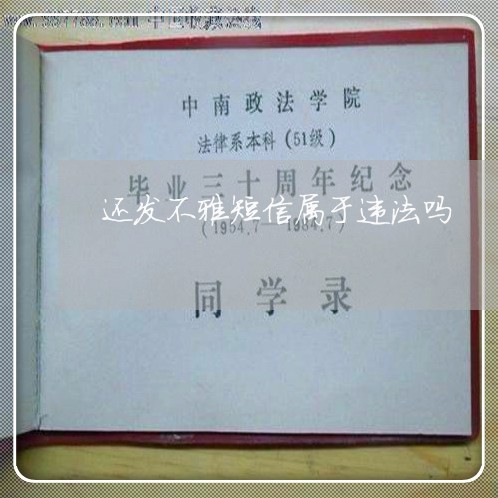 中南政法学院
法律系本科(51级)
毕业三十周年纪念
还发不雅短信属于违法吗
(1954.7—1984.7)
同学录